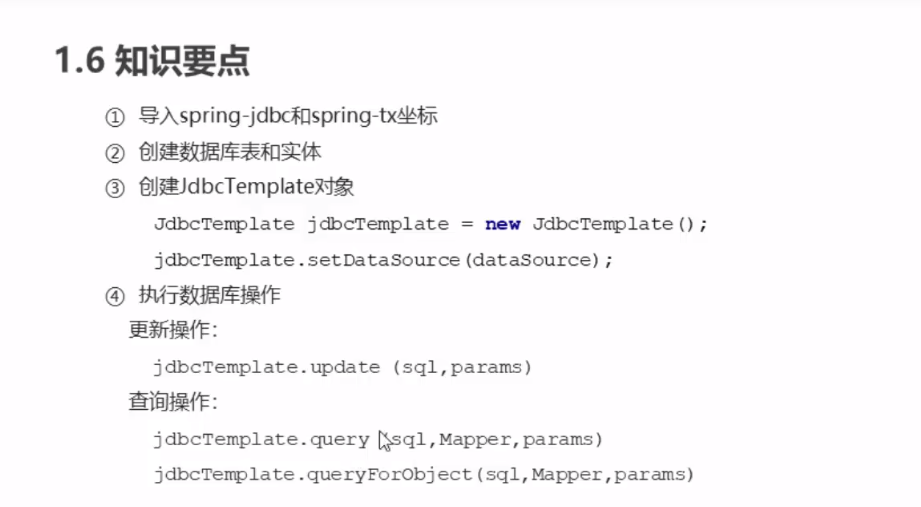 1.6 知识要点
① 导入spring-jdbc和spring-tx坐标
② 创建数据库表和实体
③ 创建JdbcTemplate对象
JdbcTemplate jdbcTemplate = new JdbcTemplate();
jdbcTemplate.setDataSource(dataSource);
④ 执行数据库操作
更新操作:
jdbcTemplate.update (sql,params)
查询操作:
jdbcTemplate.query (sql,Mapper,params)
jdbcTemplate.queryForObject(sql,Mapper,params)